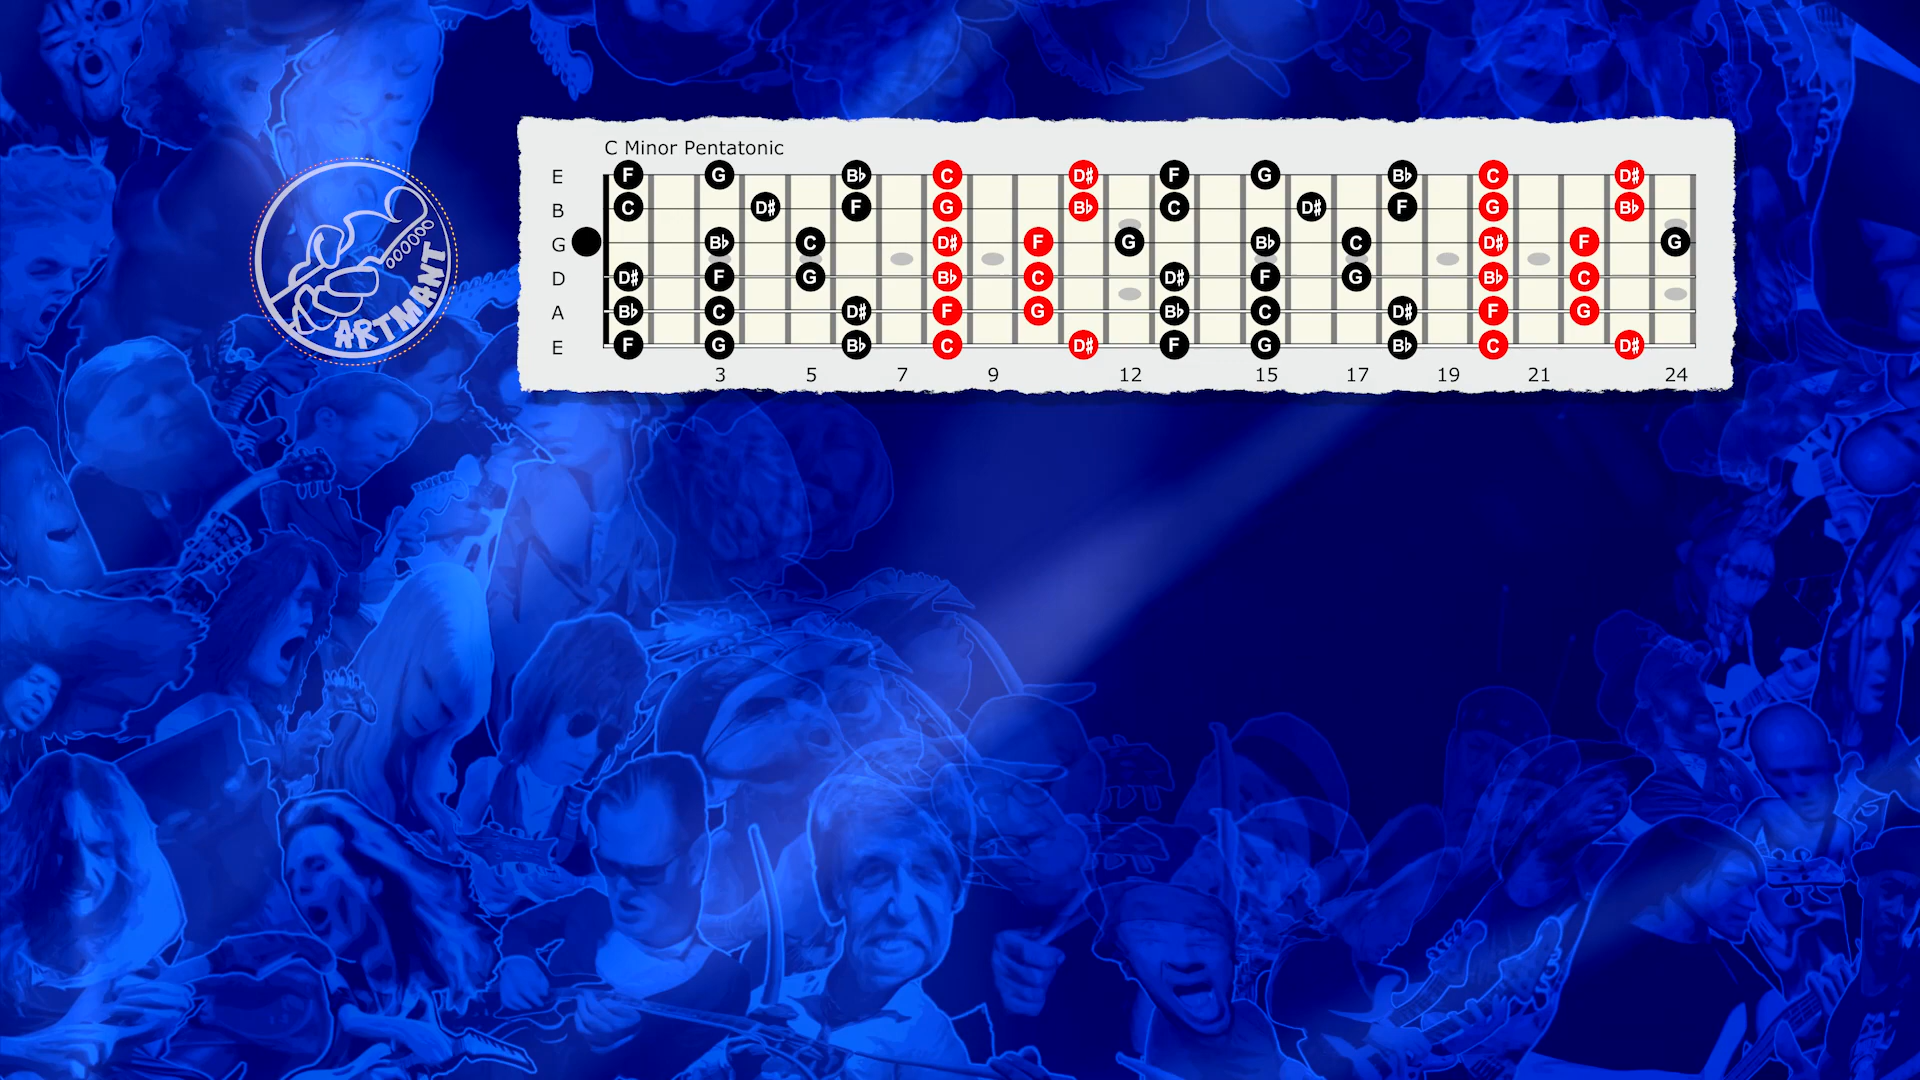 ARTMANT
C Minor Pentatonic
E F G B♭ C D♯ F G B♭ C D♯
B C D♯ F G B♭ C D♯ F G B♭
G B♭ C D♯ F G B♭ C D♯ F G
D D♯ F G B♭ C D♯ F G B♭ C
A B♭ C D♯ F G B♭ C D♯ F G
E F G B♭ C D♯ F G B♭ C D♯
3 5 7 9 12 15 17 19 21 24